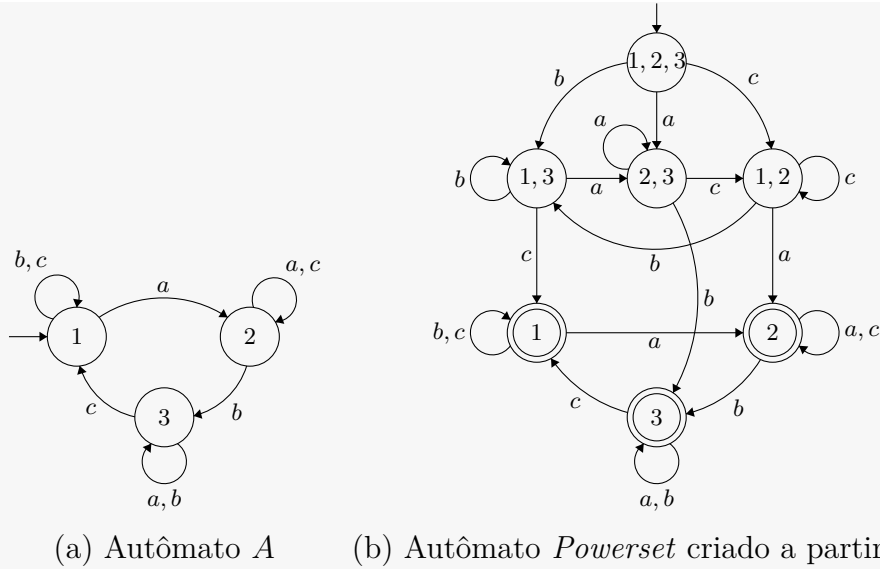 1, 2, 3
b
c
a
a
b
1, 3
a
2, 3
c
1, 2
c
b
c
a
b
b, c
a
a, c
1
2
b, c
1
a
2
a, c
3
c
b
a, b
c
b
3
a, b
(a) Autômato A
(b) Autômato Powerset criado a partir